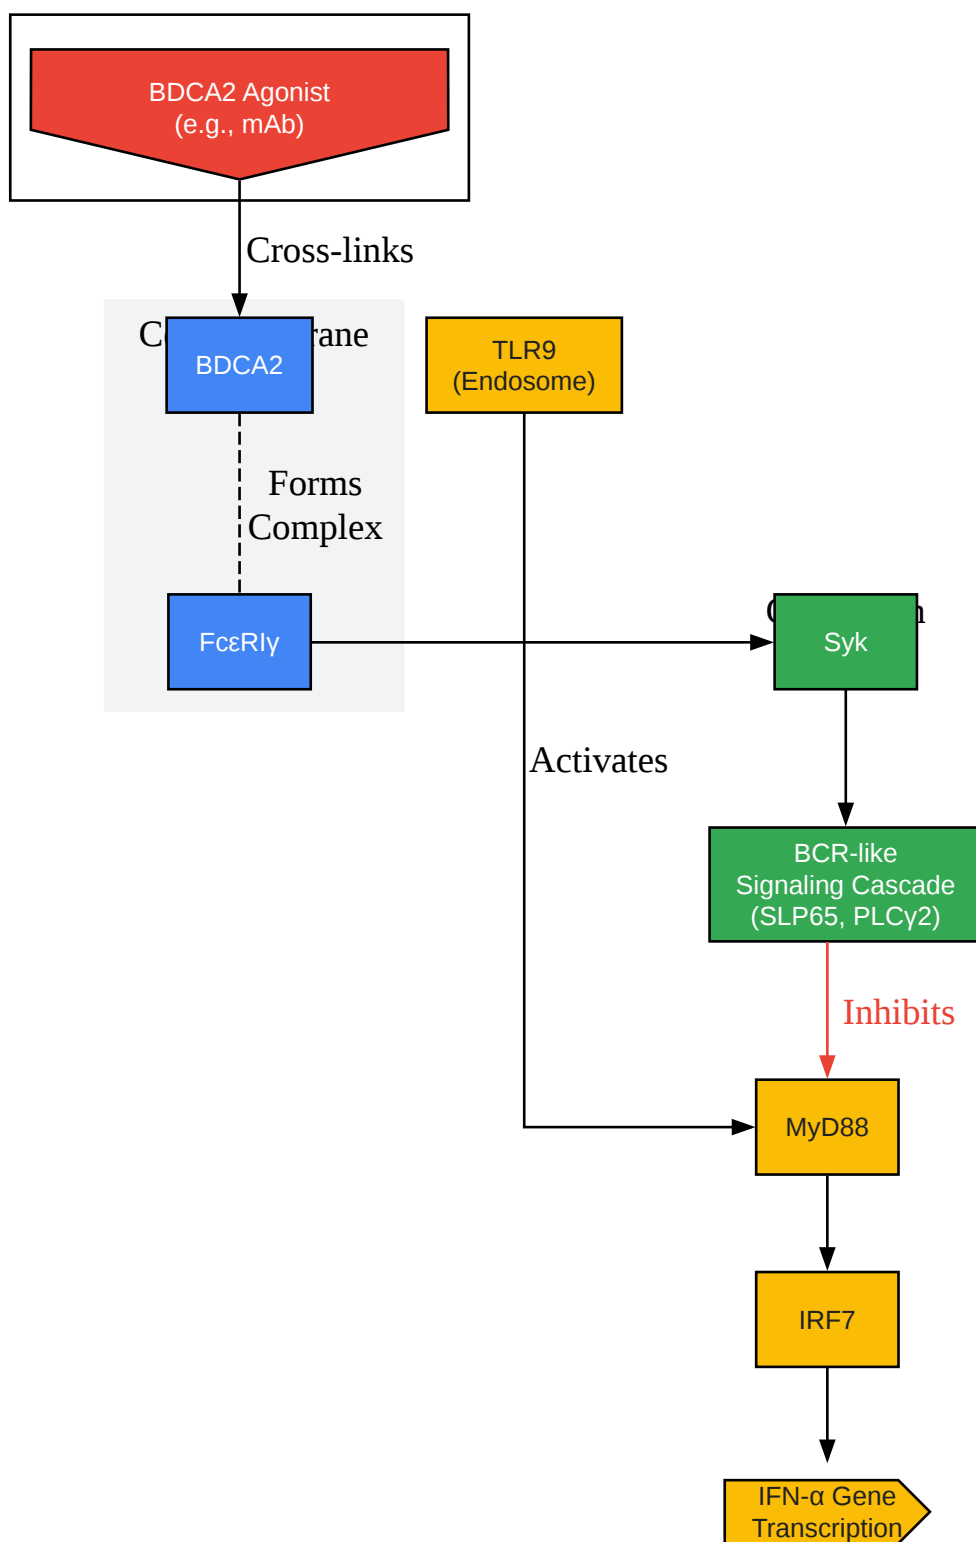 BDCA2 Agonist
(e.g., mAb)
Cross-links
BDCA2
TLR9
(Endosome)
Forms
Complex
FcεRIγ
Syk
Activates
BCR-like
Signaling Cascade
(SLP65, PLCγ2)
Inhibits
MyD88
IRF7
IFN-α Gene
Transcription